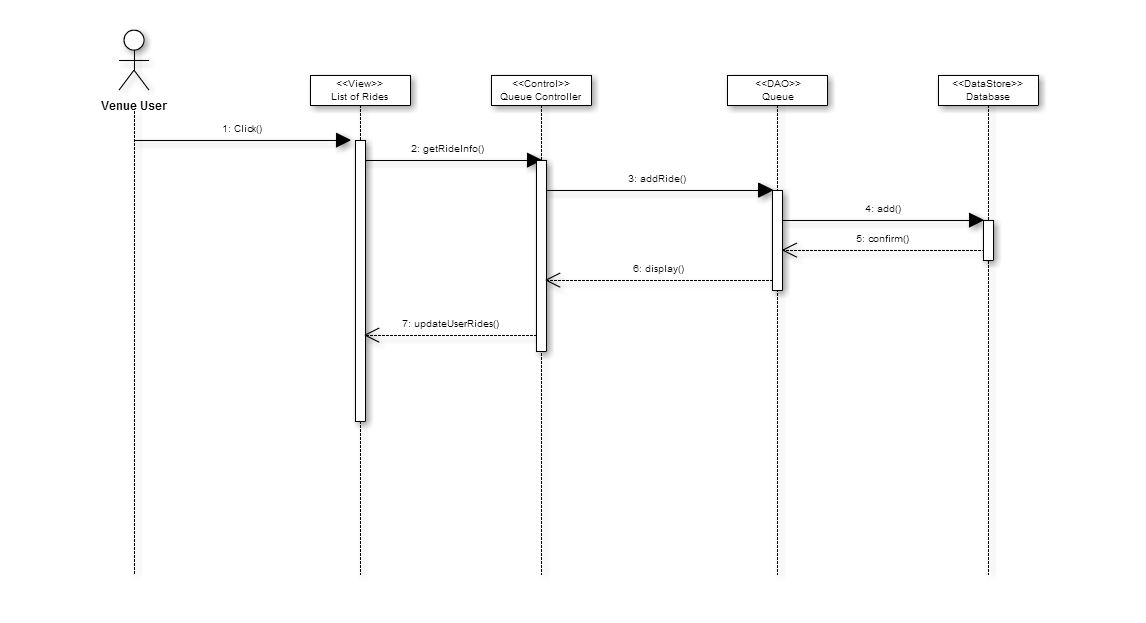 <<View>>
List of Rides
<<Control>>
Queue Controller
<<DAO>>
Queue
<<DataStore>>
Database
Venue User
1: Click()
2: getRideInfo()
3: addRide()
4: add()
5: confirm()
6: display()
7: updateUserRides()